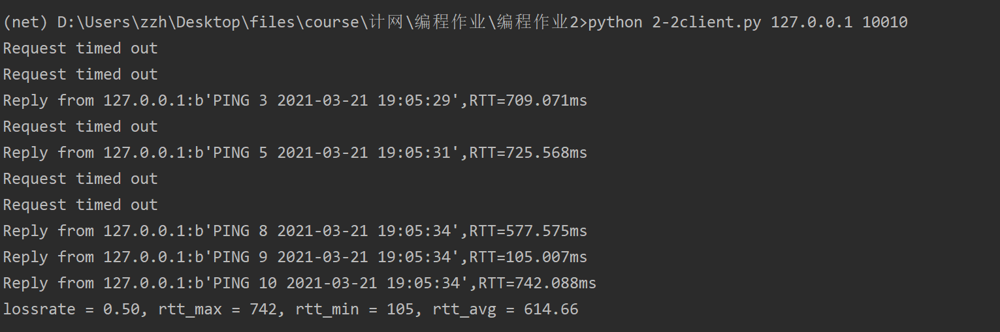 (net) D:\Users\zzh\Desktop\files\course\计网\编程作业\编程作业2>python 2-2client.py 127.0.0.1 10010
Request timed out
Request timed out
Reply from 127.0.0.1:b'PING 3 2021-03-21 19:05:29',RTT=709.071ms
Request timed out
Reply from 127.0.0.1:b'PING 5 2021-03-21 19:05:31',RTT=725.568ms
Request timed out
Request timed out
Reply from 127.0.0.1:b'PING 8 2021-03-21 19:05:34',RTT=577.575ms
Reply from 127.0.0.1:b'PING 9 2021-03-21 19:05:34',RTT=105.007ms
Reply from 127.0.0.1:b'PING 10 2021-03-21 19:05:34',RTT=742.088ms
lossrate = 0.50, rtt_max = 742, rtt_min = 105, rtt_avg = 614.66